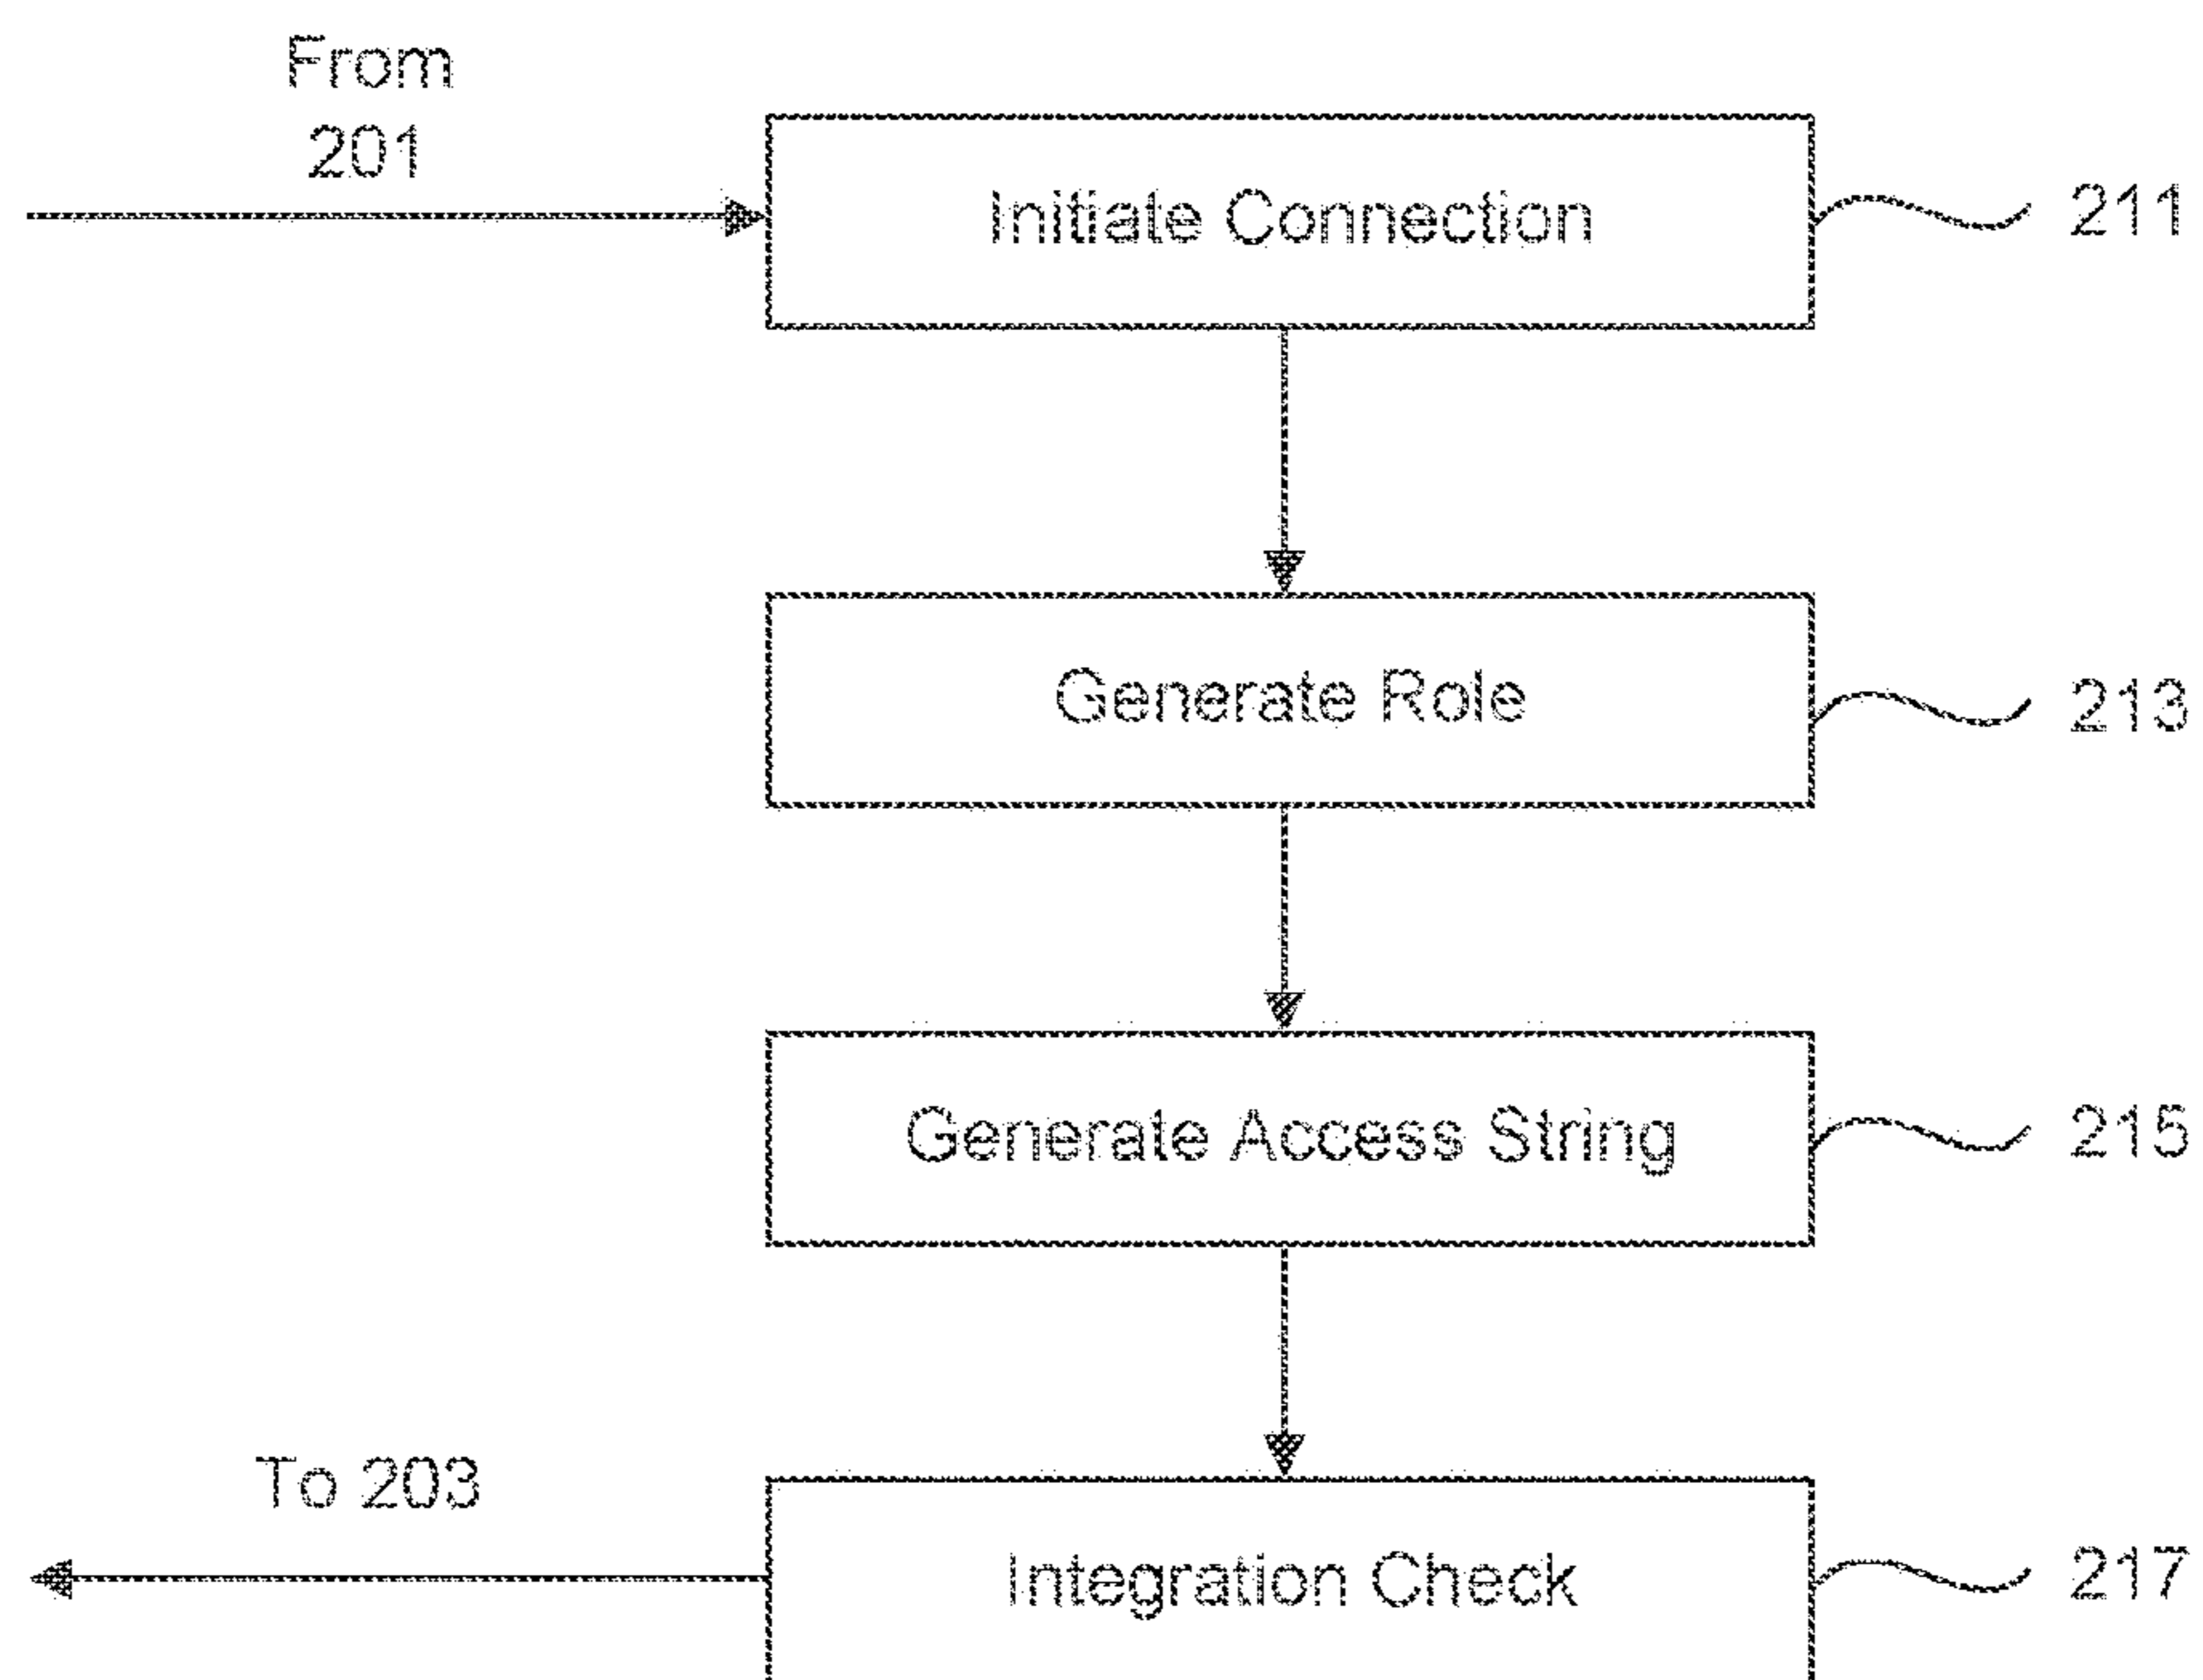 From
201
Initiate Connection
211
Generate Role
213
Generate Access String
215
To 203
Integration Check
217